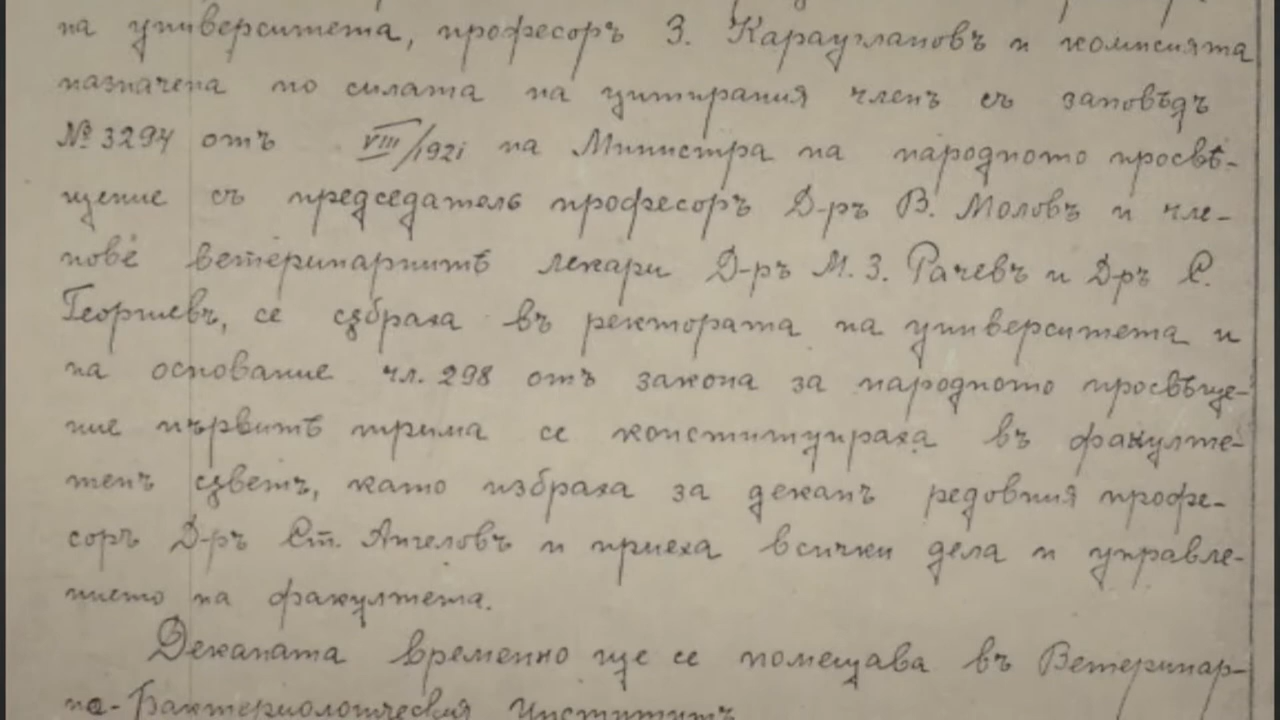 на университета, професоръ З. Караугланов и комисията
назначена по силата на цитирания членъ съ заповѣдъ
№ 3294 отъ VIII/1921 на Министра на народното просвѣ-
щение съ председатель професоръ Д-ръ В. Моловъ и чле-
нове ветеринарнитѣ лекари Д-ръ М. З. Рачевъ и Д-ръ С.
Георгиевъ, се събраха въ ректората на университета и
на основание чл. 298 отъ закона за народното просвѣще-
ние първитѣ трима се конституираха въ факулте-
тенъ съветъ, като избраха за деканъ редовния профе-
соръ Д-ръ Ст. Ангеловъ и приеха всички дела и управле-
нието на факултета.
Деканата временно ще се помещава въ Ветеринар-
но-Бактериологическия Институтъ